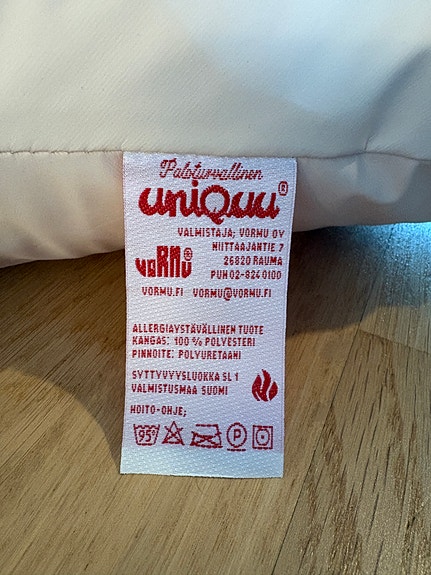 Paloturvallinen
uniQuu®
VALMISTAJA; VORMU OY
NIITTAAJANTIE 7
26820 RAUMA
VORMU®
PUH 02-824 0100
VORMU.FI VORMU@VORMU.FI
ALLERGIAYSTÄVÄLLINEN TUOTE
KANGAS: 100 % POLYESTERI
PINNOITE: POLYURETAANI
SYTTYVYYSLUOKKA SL 1
VALMISTUSMAA SUOMI
HOITO-OHJE;
95° P